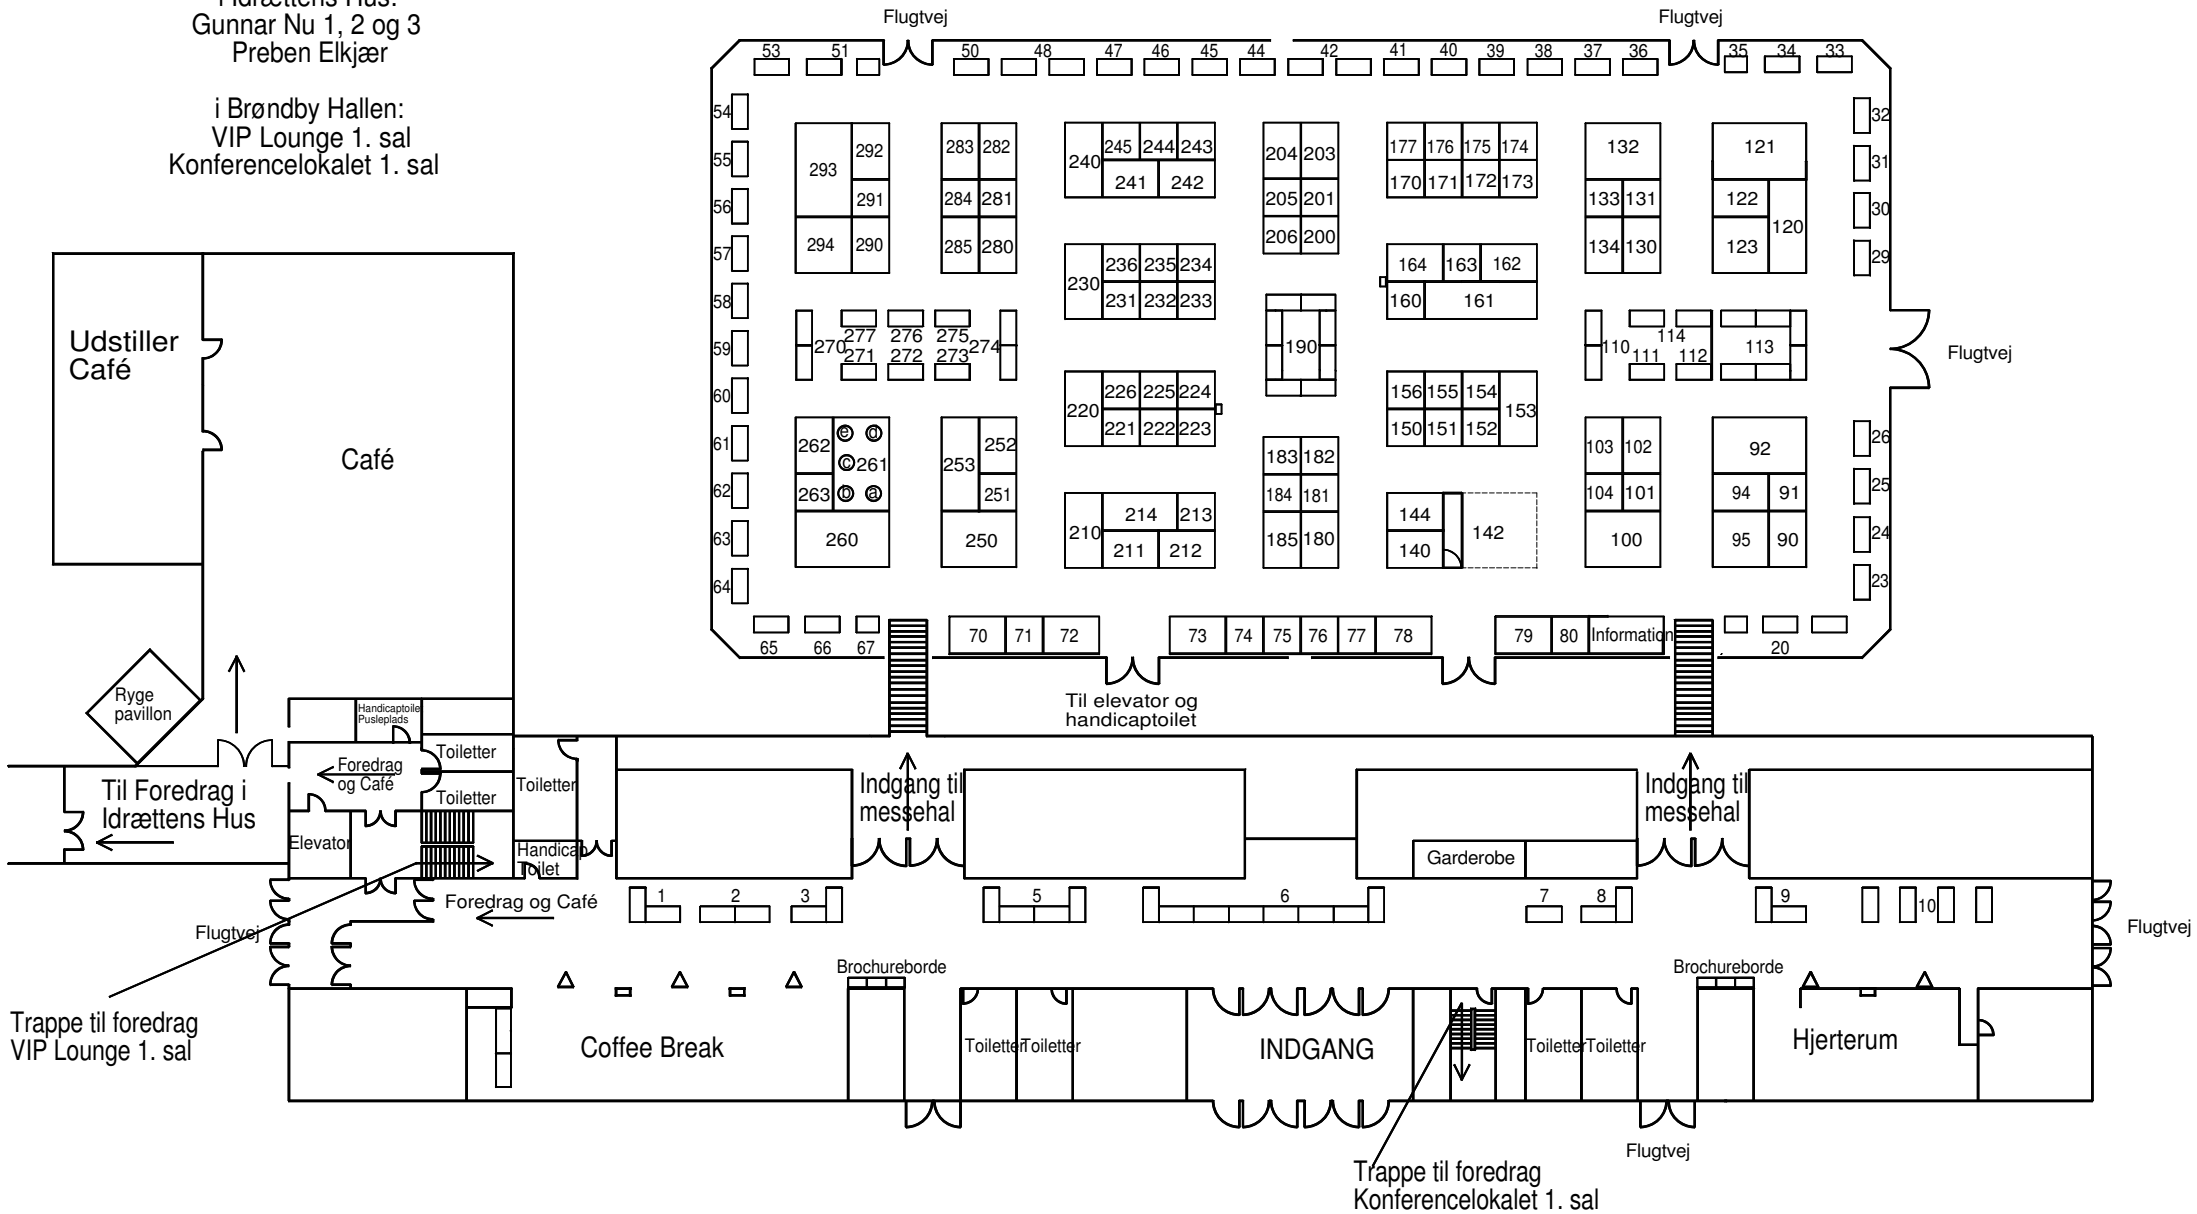 i Idrættens Hus:
Gunnar Nu 1, 2 og 3
Preben Elkjær
i Brøndby Hallen:
VIP Lounge 1. sal
Konferencelokalet 1. sal
Flugtvej
Flugtvej
53 51 50 48 47 46 45 44 42 41 40 39 38 37 36 35 34 33
54
55
56
57
58
59
60
61
62
63
64
32
31
30
29
26
25
24
23
293 292
291
294 290
283 282
284 281
285 280
240 245 244 243
241 242
204 203
205 201
206 200
177 176 175 174
170 171 172 173
132
133 131
134 130
121
122 120
123
230 236 235 234
231 232 233
164 163 162
160 161
270 277 276 275 274
271 272 273
190
110 114 113
111 112
Flugtvej
220 226 225 224
221 222 223
156 155 154 153
150 151 152
262 e d
c 261
263 b a
260
253 252
251
250
210 214 213
211 212
183 182
184 181
185 180
144 142
140
103 102
104 101
100
92
94 91
95 90
65 66 67
70 71 72
73 74 75 76 77 78
79 80 Information
20
Til elevator og
handicaptoilet
Udstiller
Café
Café
Ryge
pavillon
Handicaptoile
Pusleplads
Toiletter
Foredrag
og Café
Toiletter
Toiletter
Til Foredrag i
Idrættens Hus
Elevator
Handicap
Toilet
Indgang til
messehal
Indgang til
messehal
Garderobe
Foredrag og Café
1 2 3 5 6 7 8 9 10
Flugtvej
Flugtvej
Brochureborde
Brochureborde
Trappe til foredrag
VIP Lounge 1. sal
Coffee Break
Toiletter
Toiletter
INDGANG
Toiletter
Toiletter
Hjerterum
Flugtvej
Trappe til foredrag
Konferencelokalet 1. sal